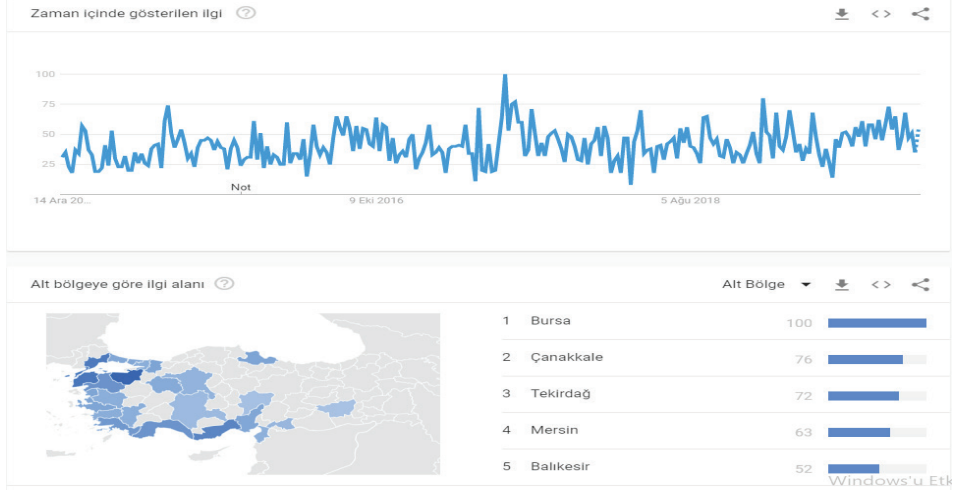 Zaman içinde gösterilen ilgi ?
100
75
50
25
Not
14 Ara 20... 9 Eki 2016 5 Ağu 2018
Alt bölgeye göre ilgi alanı ? Alt Bölge
1 Bursa 100
2 Çanakkale 76
3 Tekirdağ 72
4 Mersin 63
5 Balıkesir 52
Windows'u Etk